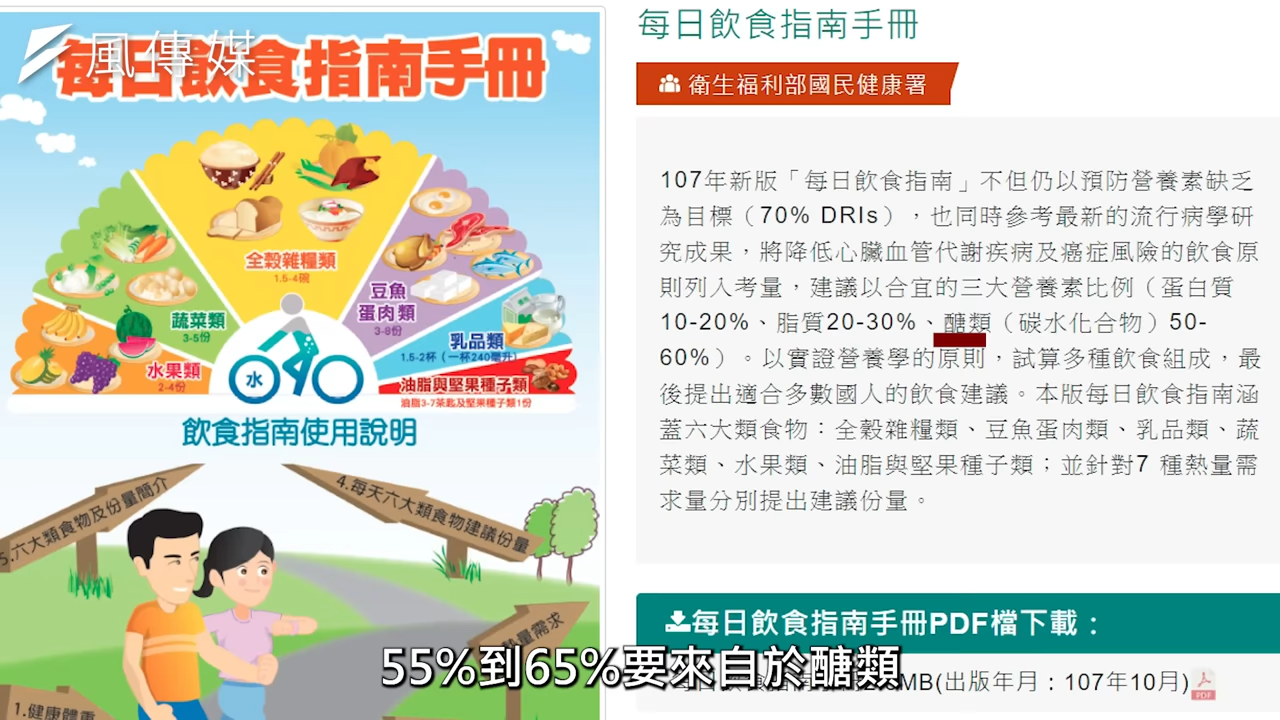 風傳媒
每日飲食指南手冊
全穀雜糧類
1.5-4碗
豆魚
蛋肉類
3-8份
蔬菜類
3-5份
乳品類
1.5-2杯（一杯240毫升）
水果類
2-4份
水
油脂與堅果種子類
油脂3-7茶匙及堅果種子類1份
飲食指南使用說明
5.六大類食物及份量簡介
4.每天六大類食物建議份量
熱量需求
1.健康體重
每日飲食指南手冊
衛生福利部國民健康署
107年新版「每日飲食指南」不但仍以預防營養素缺乏
為目標（70% DRIs），也同時參考最新的流行病學研
究成果，將降低心臟血管代謝疾病及癌症風險的飲食原
則列入考量，建議以合宜的三大營養素比例（蛋白質
10-20%、脂質20-30%、醣類（碳水化合物）50-
60%）。以實證營養學的原則，試算多種飲食組成，最
後提出適合多數國人的飲食建議。本版每日飲食指南涵
蓋六大類食物：全穀雜糧類、豆魚蛋肉類、乳品類、蔬
菜類、水果類、油脂與堅果種子類；並針對7 種熱量需
求量分別提出建議份量。
每日飲食指南手冊PDF檔下載：
MB(出版年月：107年10月)
PDF
55%到65%要來自於醣類